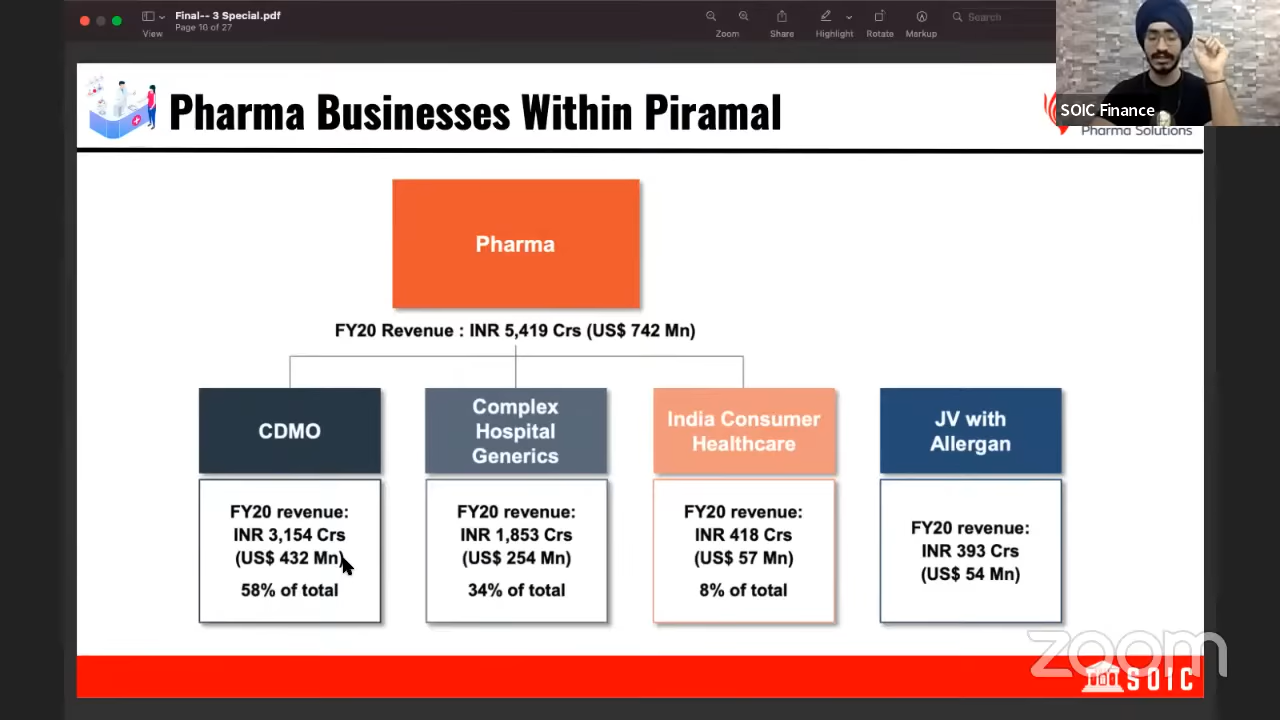 Final-- 3 Special.pdf
Page 10 of 27
View
Zoom
Share
Highlight
Rotate
Markup
Search
Pharma Businesses Within Piramal
SOIC Finance
Pharma Solutions
Pharma
FY20 Revenue : INR 5,419 Crs (US$ 742 Mn)
CDMO
FY20 revenue:
INR 3,154 Crs
(US$ 432 Mn)
58% of total
Complex
Hospital
Generics
FY20 revenue:
INR 1,853 Crs
(US$ 254 Mn)
34% of total
India Consumer
Healthcare
FY20 revenue:
INR 418 Crs
(US$ 57 Mn)
8% of total
JV with
Allergan
FY20 revenue:
INR 393 Crs
(US$ 54 Mn)
zoom
SOIC